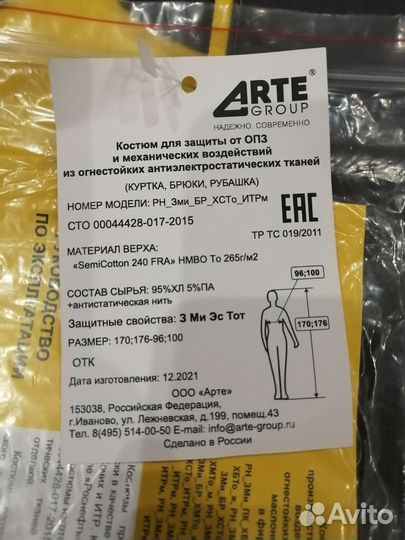 ARTE
GROUP
НАДЕЖНО. СОВРЕМЕННО
Костюм для защиты от ОПЗ
и механических воздействий
из огнестойких антиэлектростатических тканей
(КУРТКА, БРЮКИ, РУБАШКА)
НОМЕР МОДЕЛИ: РН_Зми_БР_ХСТо_ИТРм
СТО 00044428-017-2015
ЕАС
ТР ТС 019/2011
МАТЕРИАЛ ВЕРХА:
«SemiCotton 240 FRA» НМВО То 265г/м2
СОСТАВ СЫРЬЯ: 95%ХЛ 5%ПА
+антистатическая нить
Защитные свойства: З Ми Эс Тот
РАЗМЕР: 170;176-96;100
96;100
170;176
ОТК
Дата изготовления: 12.2021
ООО «Арте»
153038, Российская Федерация,
г.Иваново, ул. Лежневская, д.199, помещ.43
Тел. 8(495) 514-00-50 E-mail: info@arte-group.ru
Сделано в России
РУКОВОДСТВО
ПО ЭКСПЛУАТАЦИИ
Avito